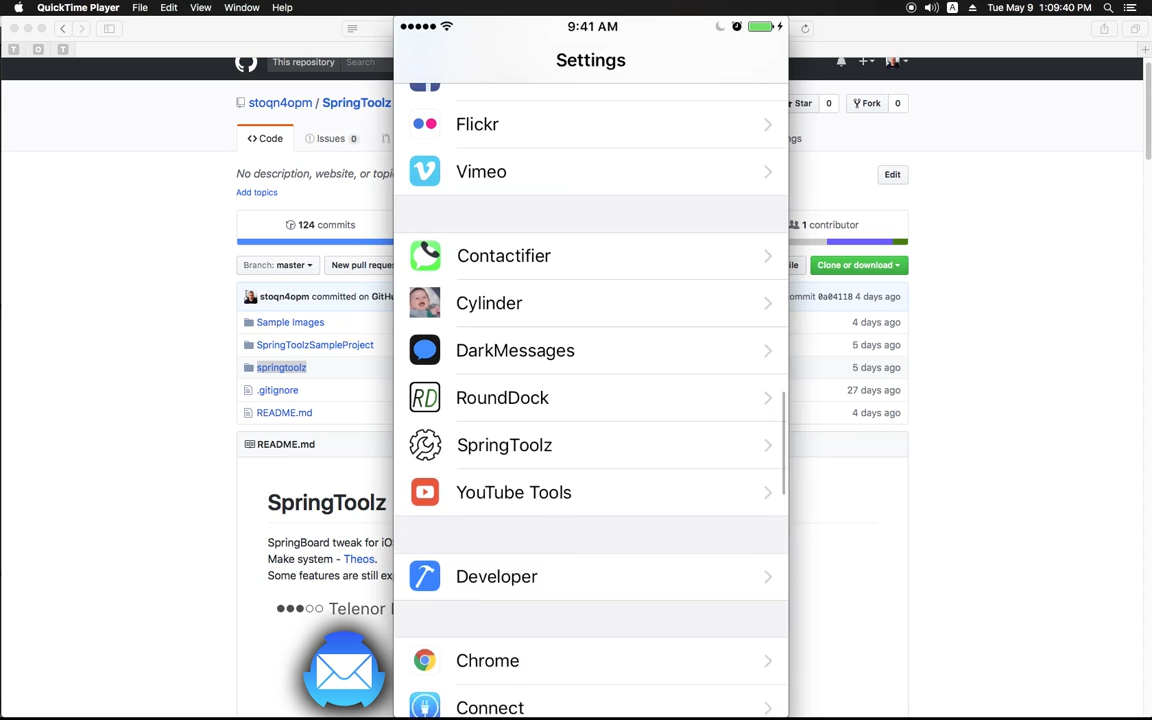 QuickTime Player File Edit View Window Help
A Tue May 9 1:09:40 PM
9:41 AM
Settings
T O T
This repository Search
stoqn4opm / SpringToolz
Star 0 Fork 0
Code Issues 0
ngs
No description, website, or topi
Edit
Add topics
124 commits
1 contributor
Branch: master New pull reques
ile Clone or download
stoqn4opm committed on GitHu
ommit 0a04118 4 days ago
Sample Images
4 days ago
SpringToolzSampleProject
5 days ago
springtoolz
5 days ago
.gitignore
27 days ago
README.md
4 days ago
README.md
SpringToolz
SpringBoard tweak for iO
Make system - Theos.
Some features are still ex
Telenor
Flickr
Vimeo
Contactifier
Cylinder
DarkMessages
RD RoundDock
SpringToolz
YouTube Tools
Developer
Chrome
Connect